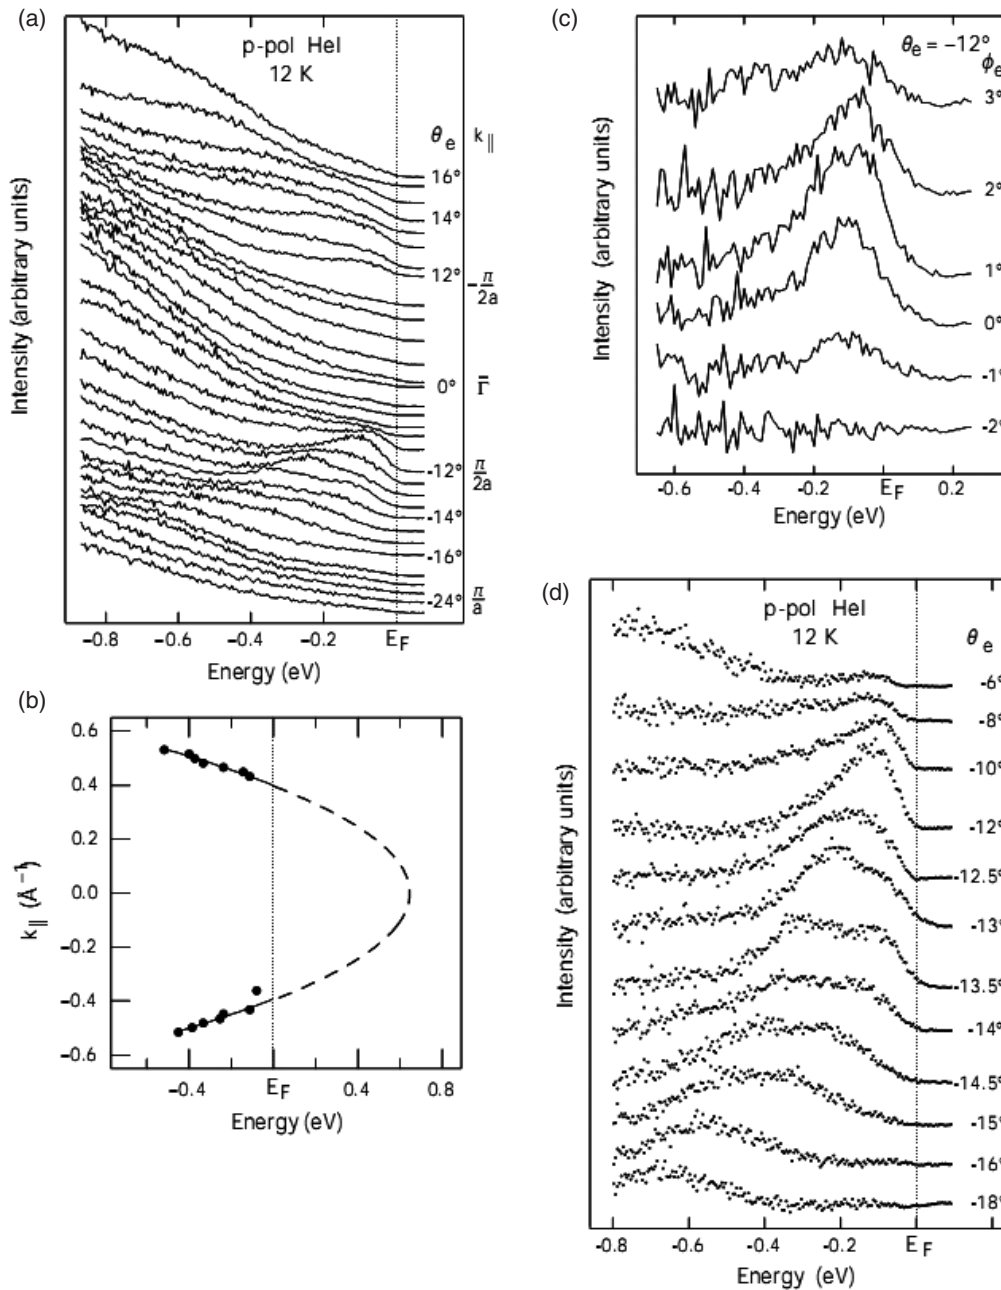 (a)
p-pol HeI
12 K
θe k||
16°
14°
12° -π/2a
0° Γ̄
-12° π/2a
-14°
-16°
-24° π/a
Intensity (arbitrary units)
-0.8 -0.6 -0.4 -0.2 EF
Energy (eV)
(b)
0.6
0.4
0.2
0.0
-0.2
-0.4
-0.6
k|| (Å⁻¹)
-0.4 EF 0.4 0.8
Energy (eV)
(c)
θe = -12°
ϕe
3°
2°
1°
0°
-1°
-2°
Intensity (arbitrary units)
-0.6 -0.4 -0.2 EF 0.2
Energy (eV)
(d)
p-pol HeI
12 K
θe
-6°
-8°
-10°
-12°
-12.5°
-13°
-13.5°
-14°
-14.5°
-15°
-16°
-18°
Intensity (arbitrary units)
-0.8 -0.6 -0.4 -0.2 EF
Energy (eV)